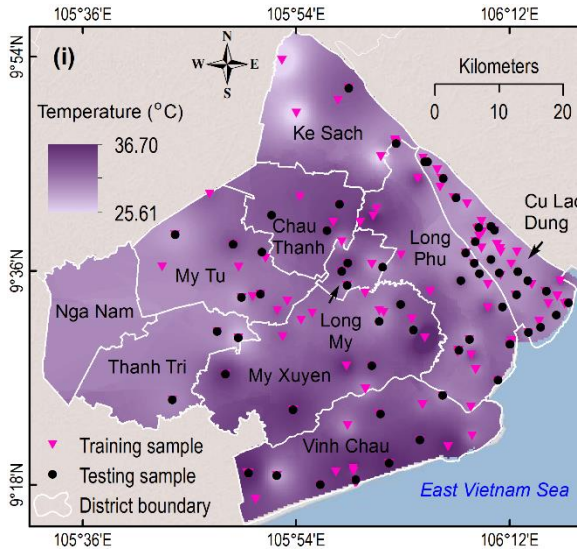 105°36'E
105°54'E
106°12'E
9°54'N
(i)
N
W
E
S
Kilometers
0
10
20
Temperature (°C)
36.70
25.61
Ke Sach
Cu Lao
Dung
Chau
Thanh
Long
Phu
My Tu
9°36'N
Nga Nam
Long
My
Thanh Tri
My Xuyen
Training sample
Testing sample
District boundary
Vinh Chau
9°18'N
East Vietnam Sea
105°36'E
105°54'E
106°12'E